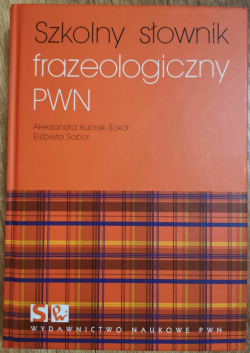 Szkolny słownik
frazeologiczny
PWN
Aleksandra Kubiak-Sokół
Elżbieta Sobol
WYDAWNICTWO NAUKOWE PWN